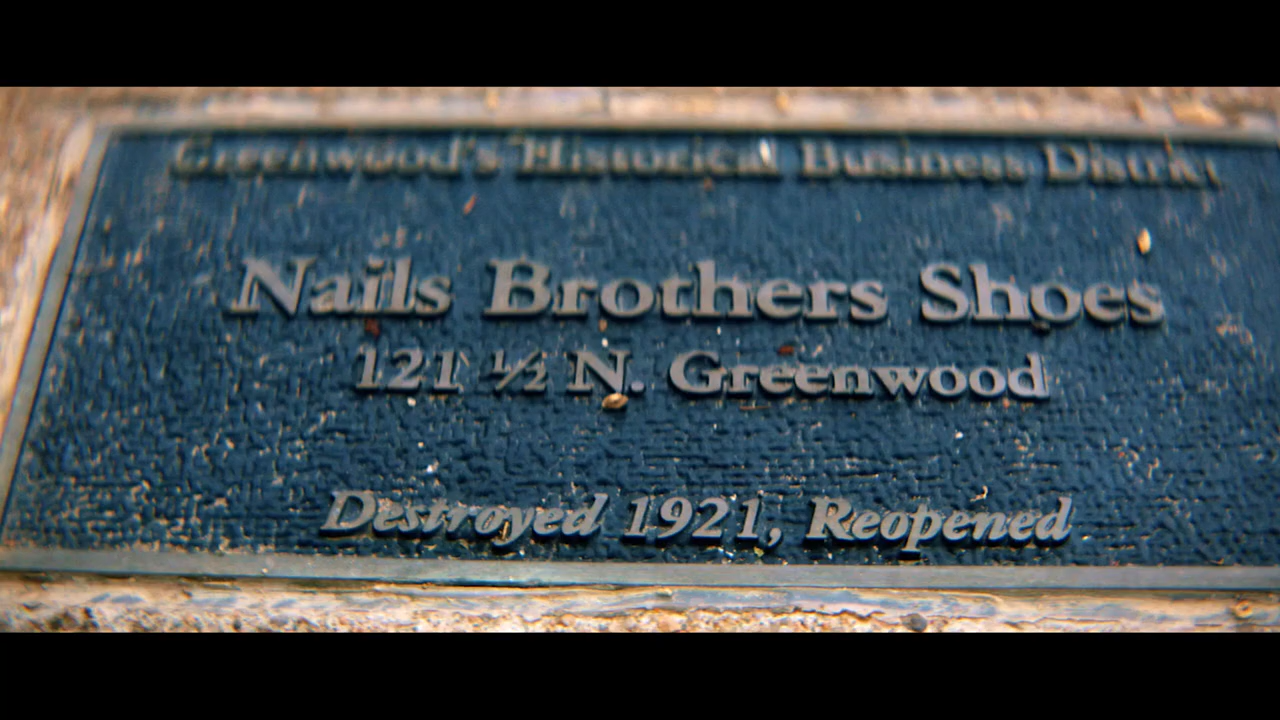 Greenwood's Historical Business District
Nails Brothers Shoes
121 ½ N. Greenwood
Destroyed 1921, Reopened